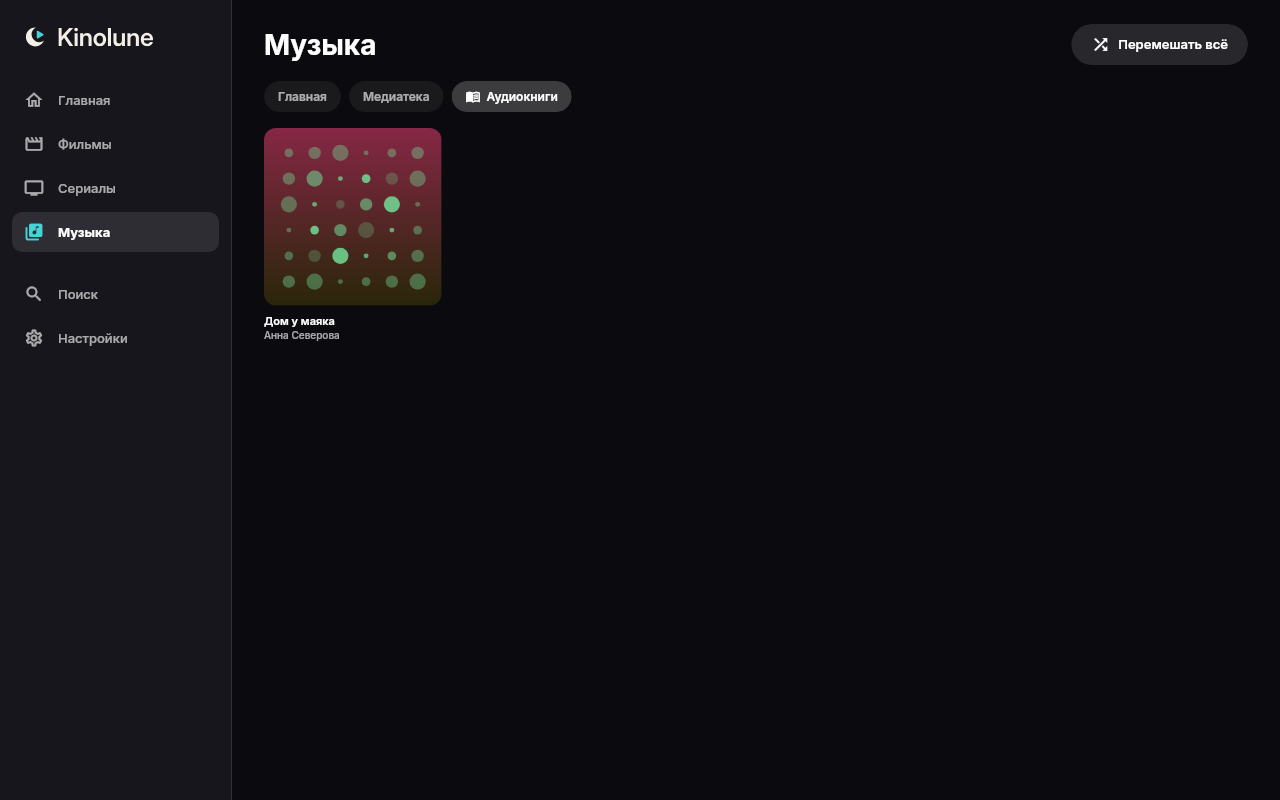 Kinolune
Главная
Фильмы
Сериалы
Музыка
Поиск
Настройки
Музыка
Перемешать всё
Главная
Медиатека
Аудиокниги
Дом у маяка
Анна Северова